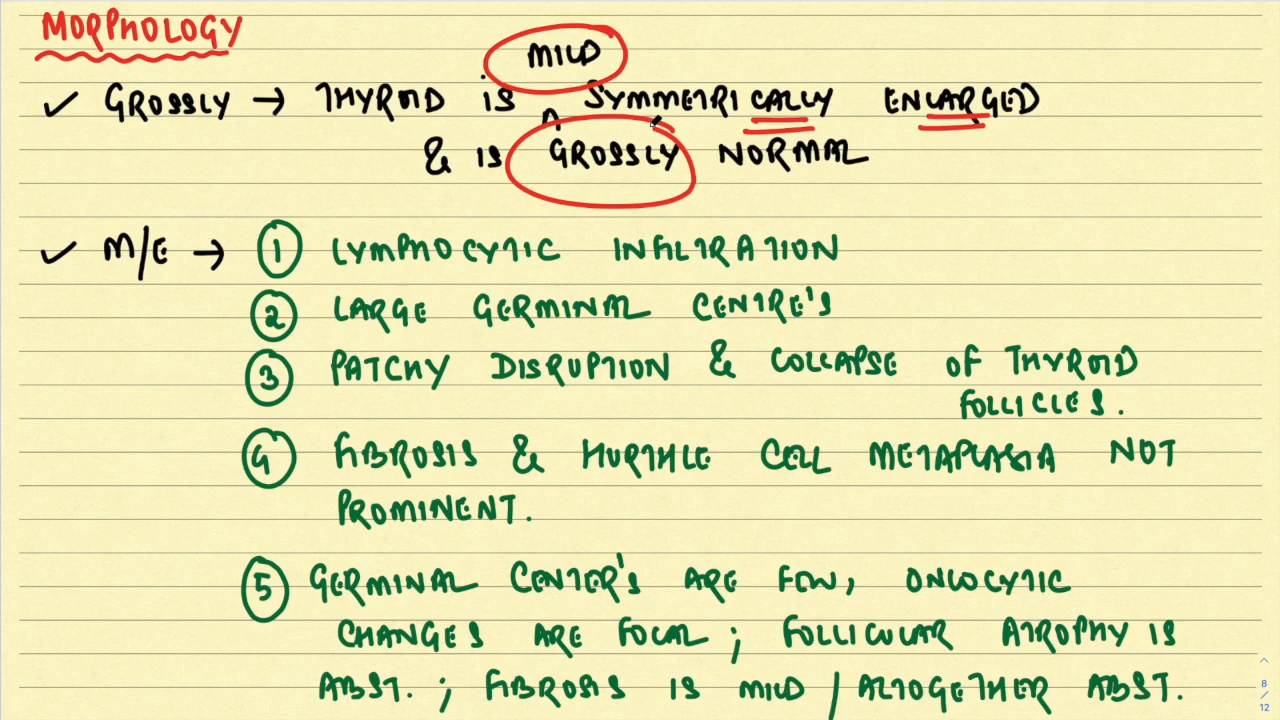 MORPHOLOGY
MILD
✓ GROSSLY → THYROID is ^ SYMMETRICALLY ENLARGED
& IS GROSSLY NORMAL
✓ M/E → ① LYMPHOCYTIC INFILTRATION
② LARGE GERMINAL CENTRE'S
③ PATCHY DISRUPTION & COLLAPSE OF THYROID
FOLLICLES.
④ FIBROSIS & HURTHLE CELL METAPLASIA NOT
PROMINENT.
⑤ GERMINAL CENTER'S ARE FEW, ONCOCYTIC
CHANGES ARE FOCAL; FOLLICULAR ATROPHY IS
ABST.; FIBROSIS IS MILD / ALTOGETHER ABST.
8
/
12